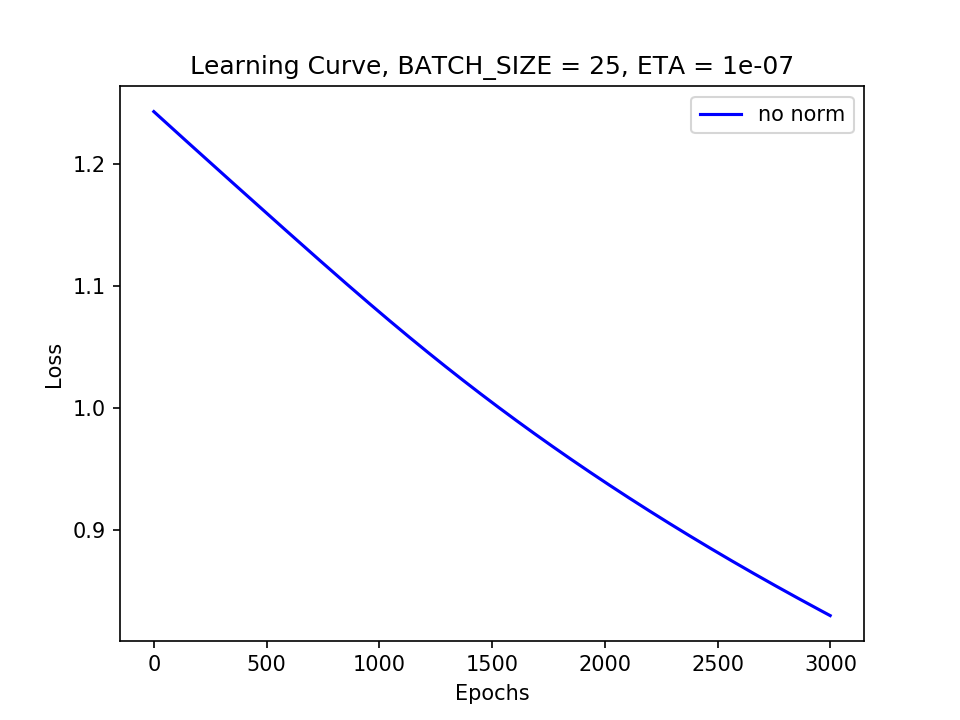 Learning Curve, BATCH_SIZE = 25, ETA = 1e-07
no norm
1.2
1.1
1.0
0.9
Loss
0 500 1000 1500 2000 2500 3000
Epochs